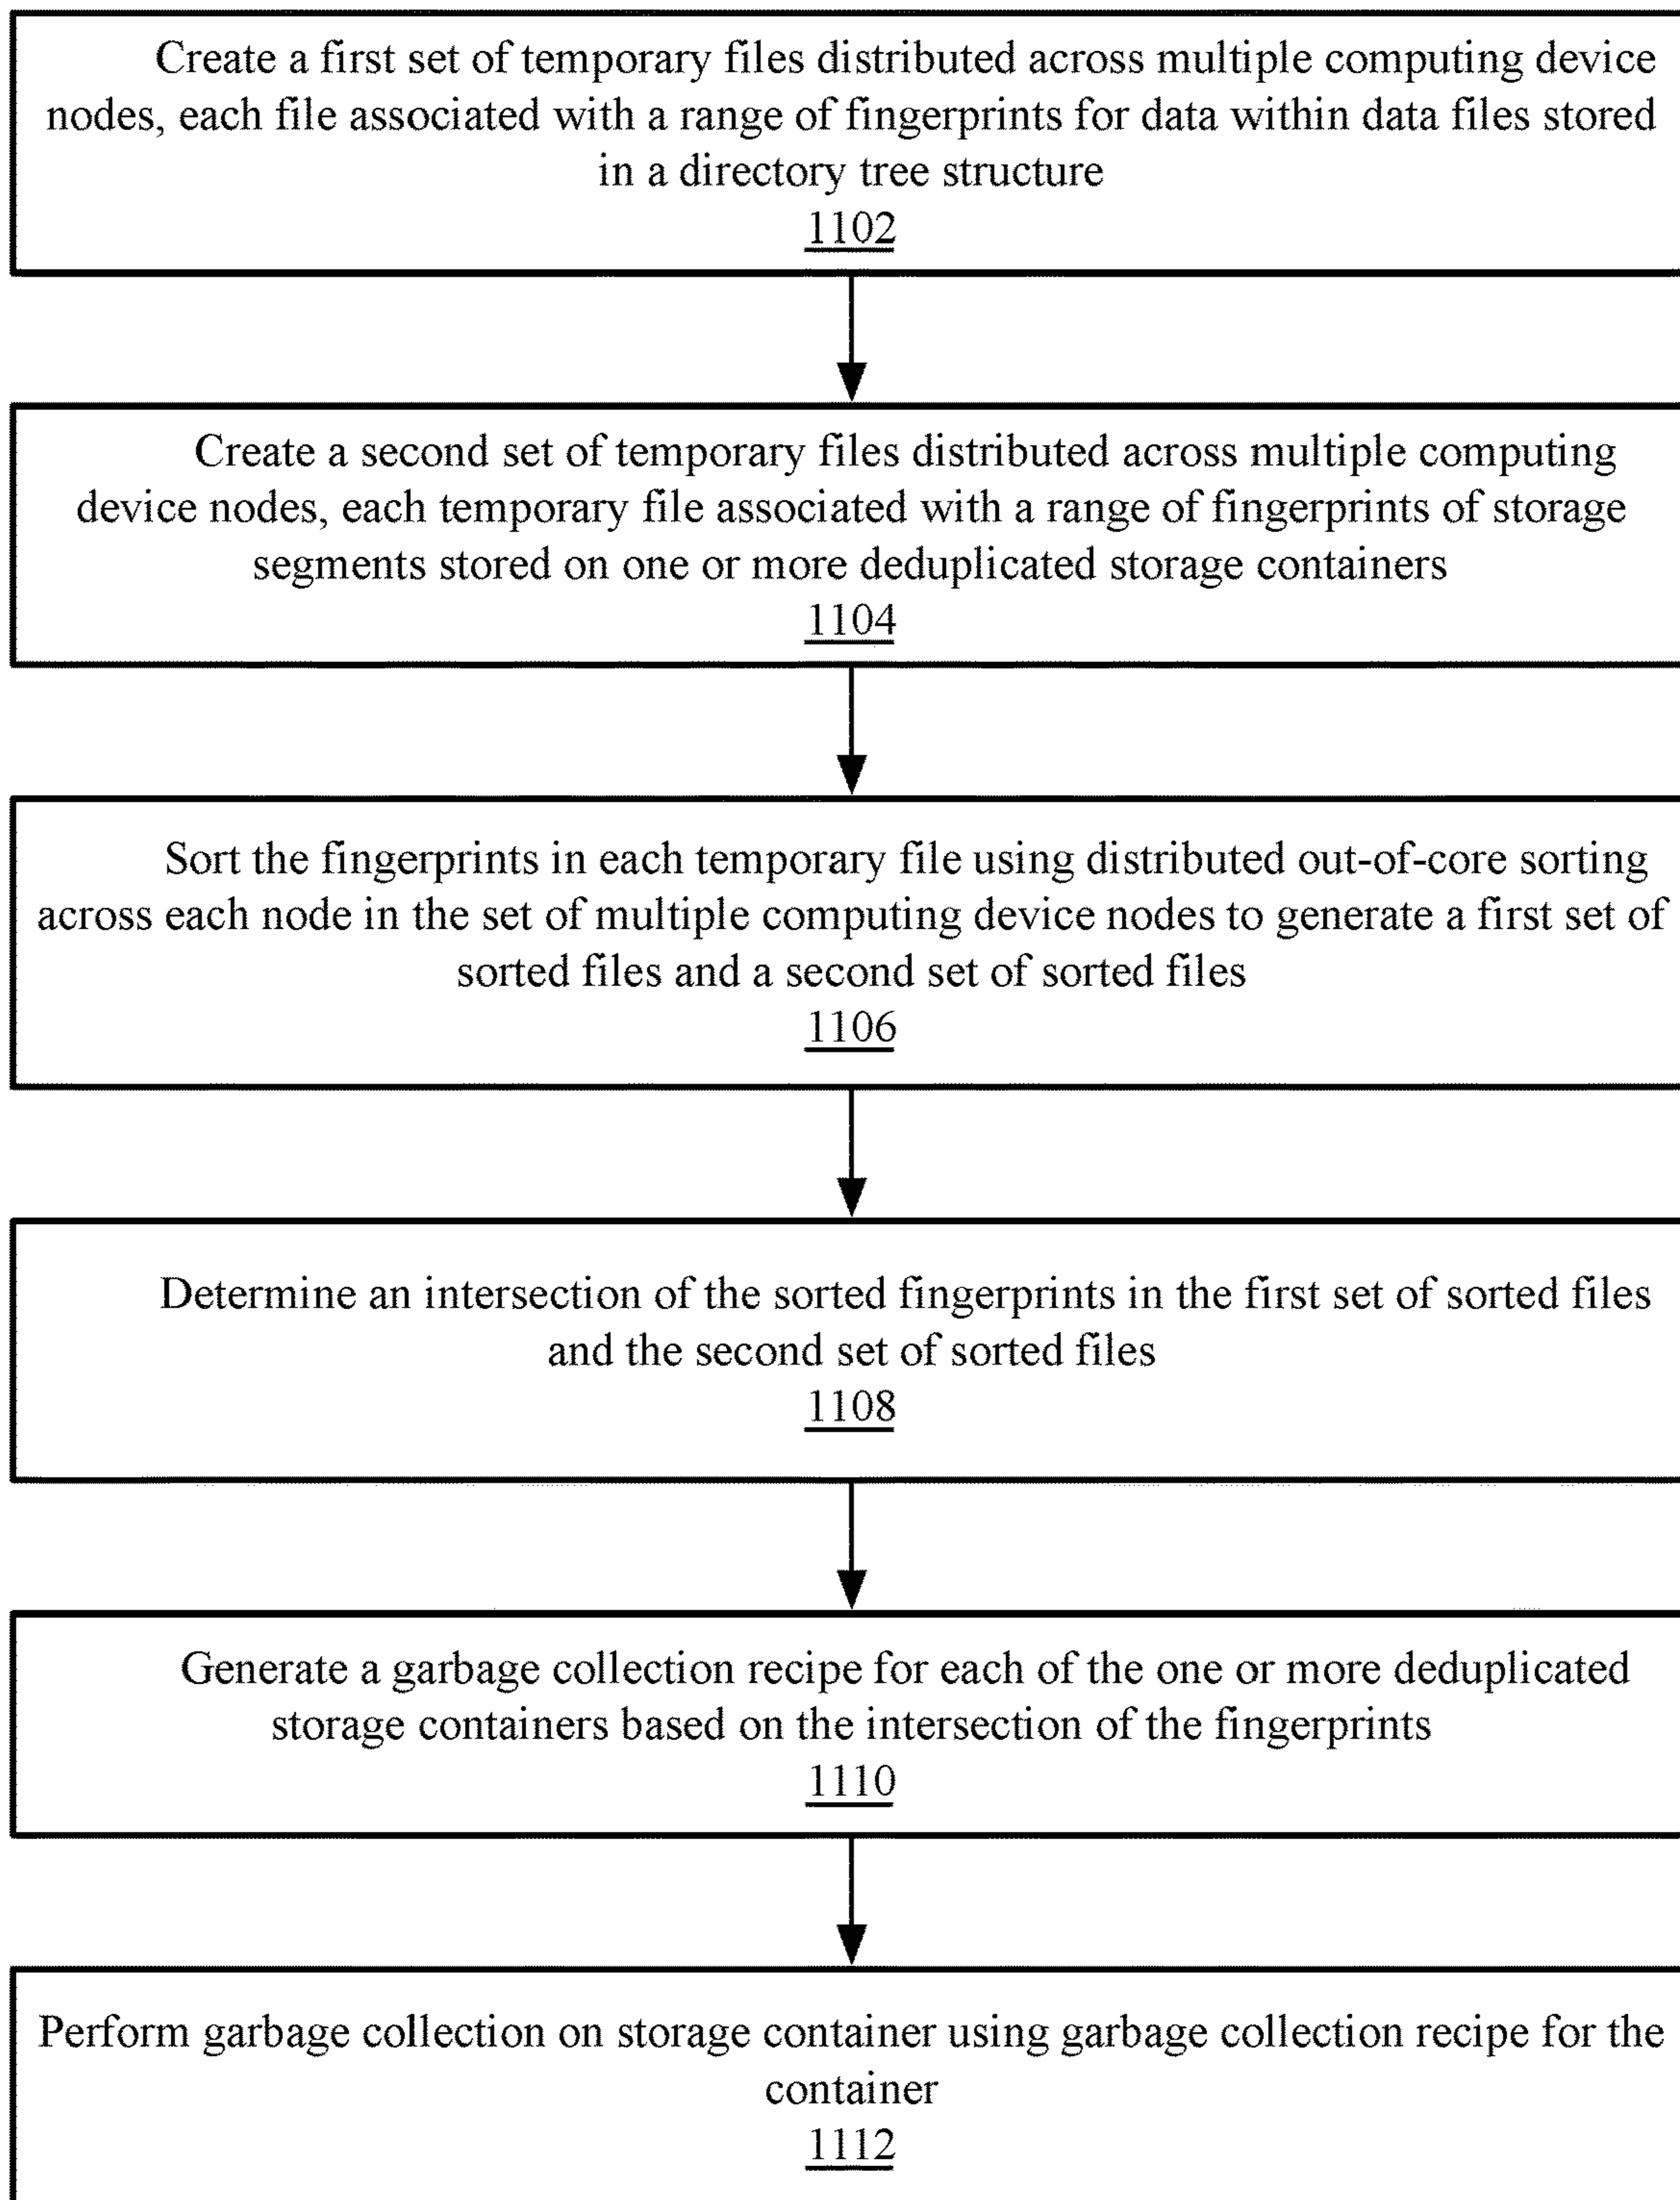 Create a first set of temporary files distributed across multiple computing device
nodes, each file associated with a range of fingerprints for data within data files stored
in a directory tree structure
1102
Create a second set of temporary files distributed across multiple computing
device nodes, each temporary file associated with a range of fingerprints of storage
segments stored on one or more deduplicated storage containers
1104
Sort the fingerprints in each temporary file using distributed out-of-core sorting
across each node in the set of multiple computing device nodes to generate a first set of
sorted files and a second set of sorted files
1106
Determine an intersection of the sorted fingerprints in the first set of sorted files
and the second set of sorted files
1108
Generate a garbage collection recipe for each of the one or more deduplicated
storage containers based on the intersection of the fingerprints
1110
Perform garbage collection on storage container using garbage collection recipe for the
container
1112